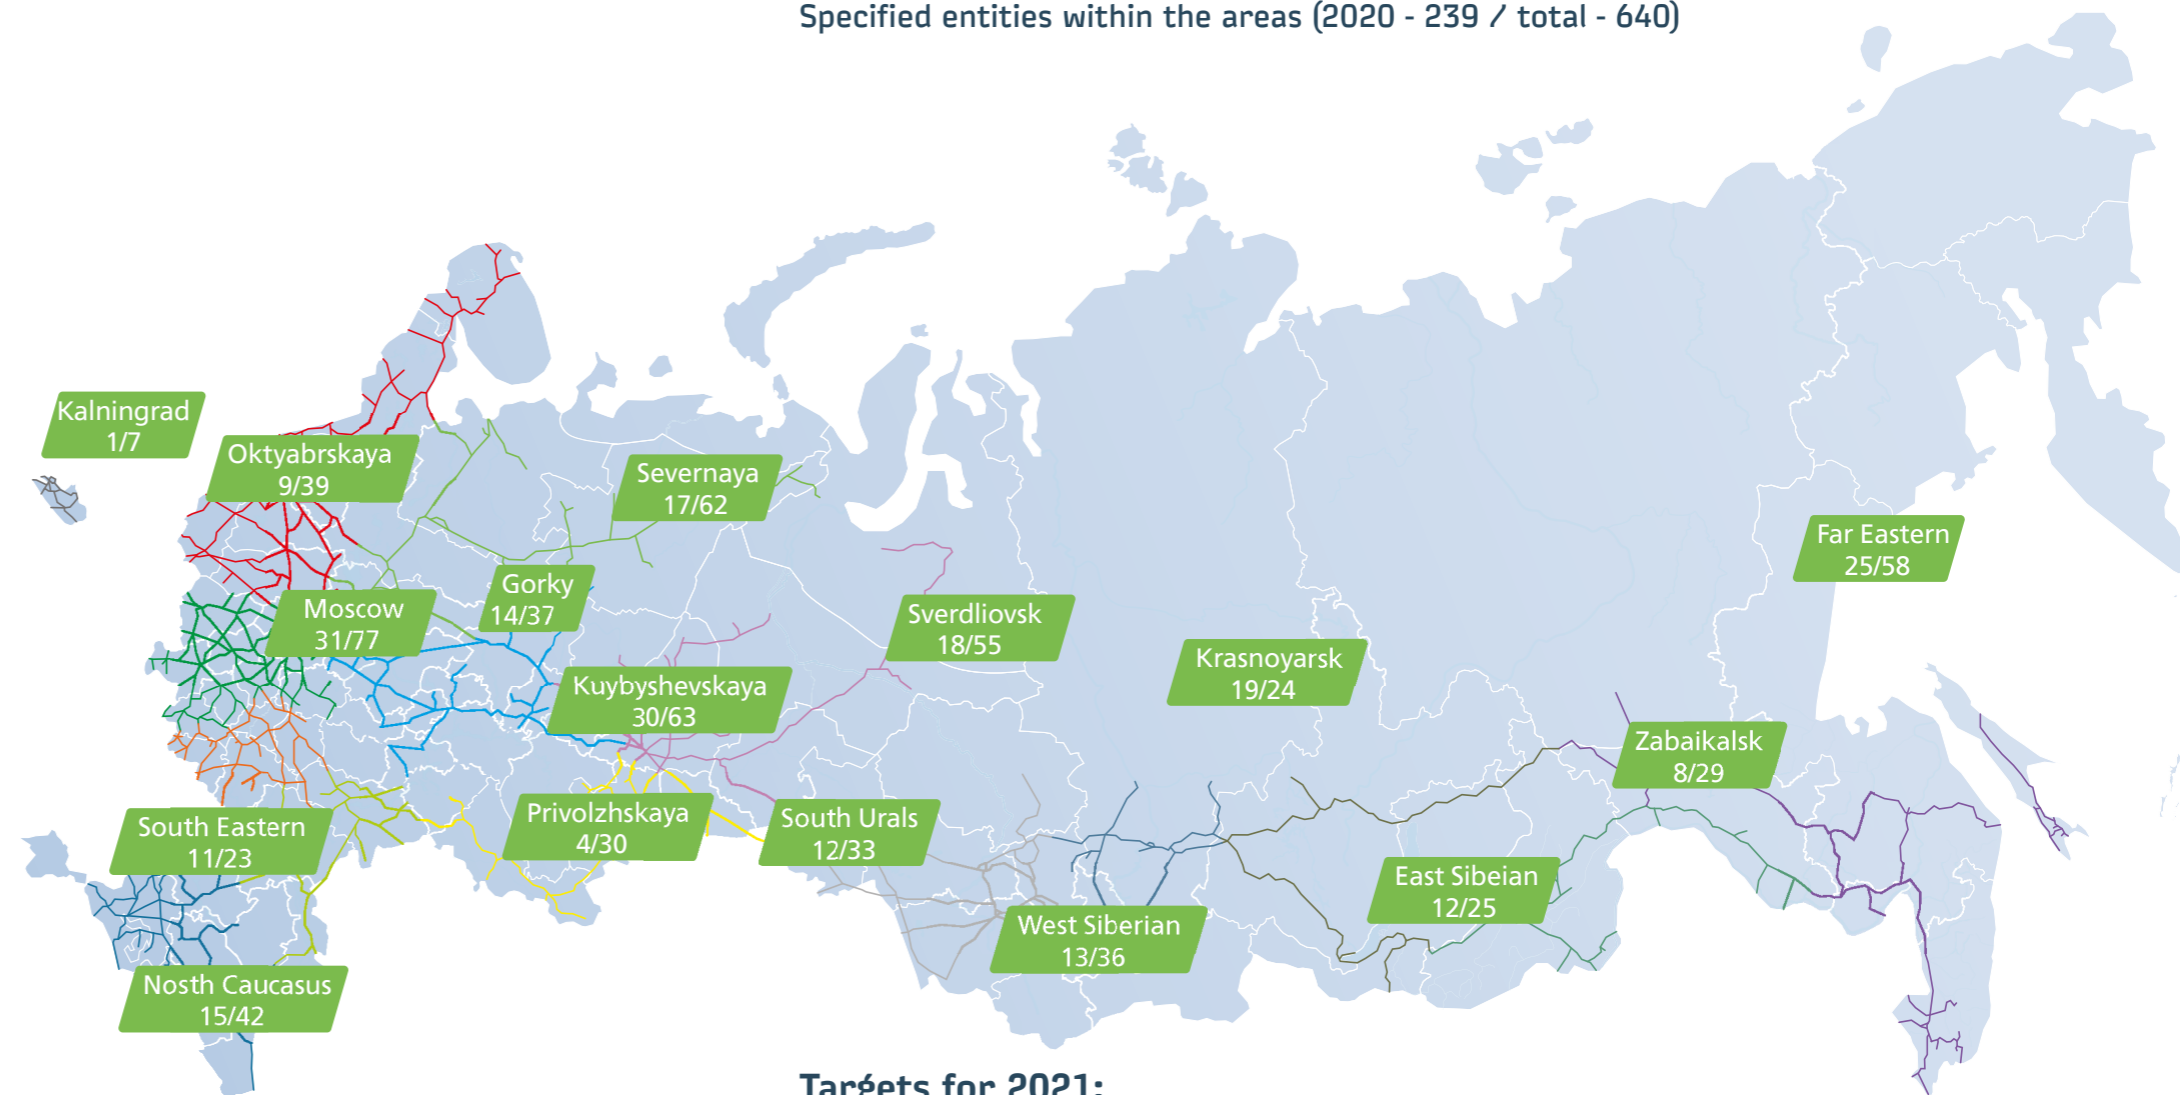 Specified entities within the areas (2020 - 239 / total - 640)
Kalningrad
1/7
Oktyabrskaya
9/39
Severnaya
17/62
Far Eastern
25/58
Gorky
14/37
Moscow
31/77
Sverdliovsk
18/55
Krasnoyarsk
19/24
Kuybyshevskaya
30/63
Zabaikalsk
8/29
Privolzhskaya
4/30
South Urals
12/33
South Eastern
11/23
East Sibeian
12/25
West Siberian
13/36
Nosth Caucasus
15/42
Targets for 2021: